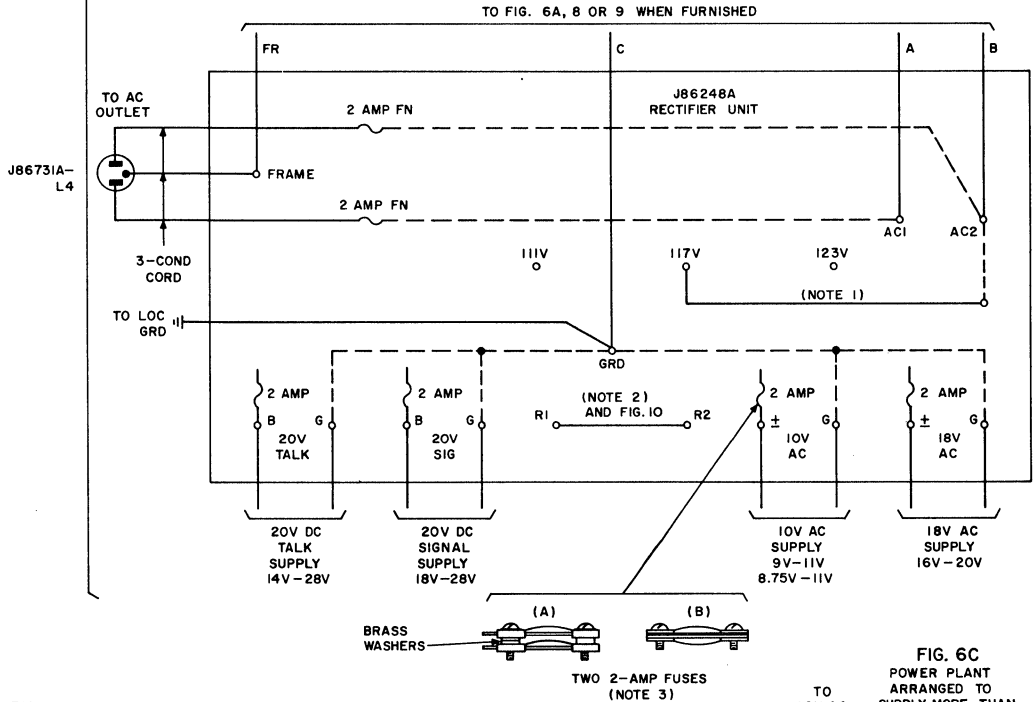 TO FIG. 6A, 8 OR 9 WHEN FURNISHED
FR
C
A
B
J86248A
RECTIFIER UNIT
TO AC
OUTLET
2 AMP FN
J86731A-
L4
FRAME
2 AMP FN
AC1
AC2
3-COND
CORD
111V
117V
123V
(NOTE 1)
TO LOC
GRD
GRD
2 AMP
B
G
20V
TALK
2 AMP
B
G
20V
SIG
(NOTE 2)
AND FIG. 10
R1
R2
2 AMP
±
G
10V
AC
2 AMP
±
G
18V
AC
20V DC
TALK
SUPPLY
14V-28V
20V DC
SIGNAL
SUPPLY
18V-28V
10V AC
SUPPLY
9V-11V
8.75V-11V
18V AC
SUPPLY
16V-20V
(A)
(B)
BRASS
WASHERS
TWO 2-AMP FUSES
(NOTE 3)
FIG. 6C
POWER PLANT
ARRANGED TO
SUPPLY MORE THAN
TO